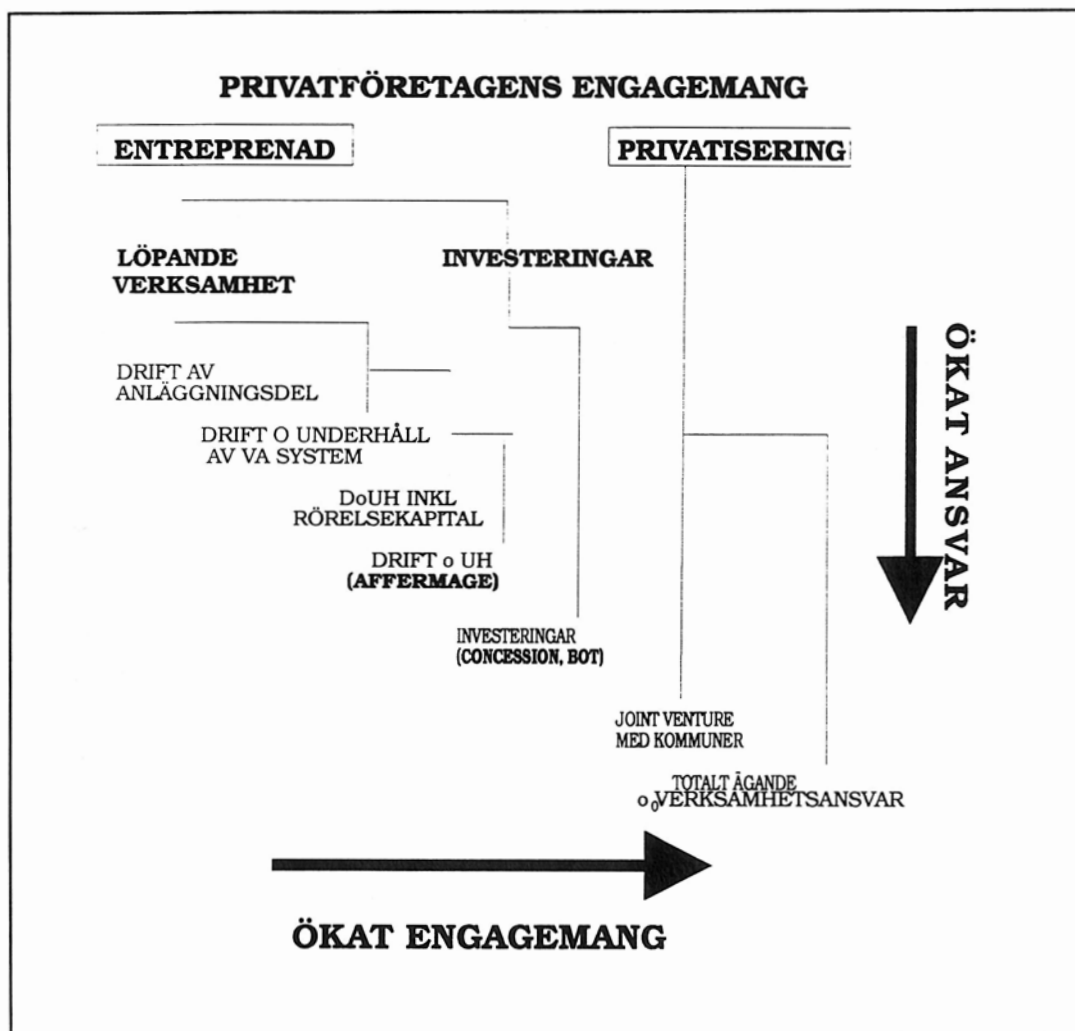 PRIVATFÖRETAGENS ENGAGEMANG
ENTREPRENAD
PRIVATISERING
LÖPANDE
VERKSAMHET
INVESTERINGAR
DRIFT AV
ANLÄGGNINGSDEL
DRIFT O UNDERHÅLL
AV VA SYSTEM
DoUH INKL
RÖRELSEKAPITAL
DRIFT o UH
(AFFERMAGE)
INVESTERINGAR
(CONCESSION, BOT)
JOINT VENTURE
MED KOMMUNER
TOTALT ÄGANDE
o 0VERKSAMHETSANSVAR
ÖKAT ANSVAR
ÖKAT ENGAGEMANG